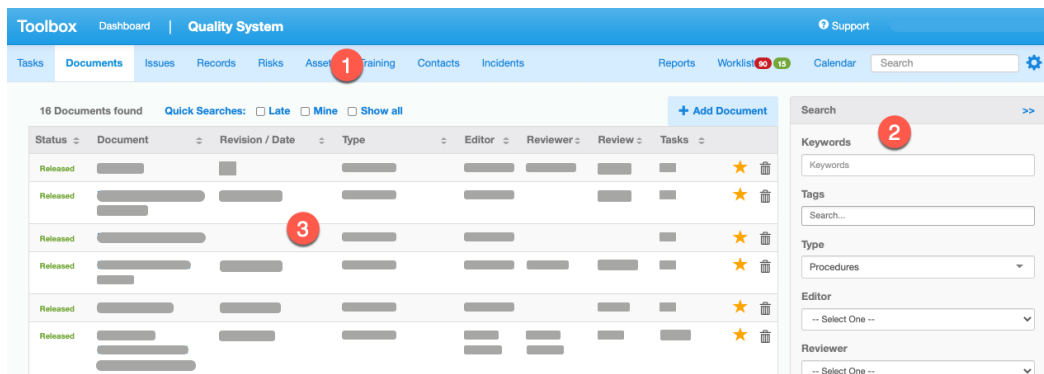 Toolbox Dashboard | Quality System Support
Tasks Documents Issues Records Risks Asset 1 Training Contacts Incidents Reports Worklist 90 15 Calendar Search
16 Documents found Quick Searches: Late Mine Show all + Add Document
Search >>
Status Document Revision / Date Type Editor Reviewer Review Tasks
2
Keywords
Released
Keywords
Released
Tags
Search...
3
Released
Type
Released
Procedures
Editor
Released
-- Select One --
Released
Reviewer
-- Select One --